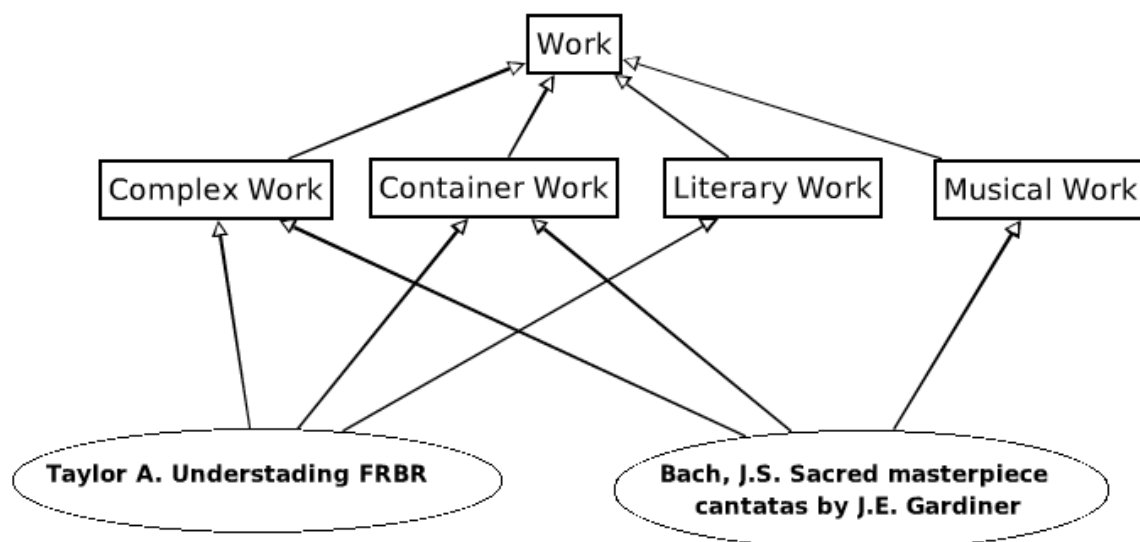 Work
Complex Work
Container Work
Literary Work
Musical Work
Taylor A. Understading FRBR
Bach, J.S. Sacred masterpiece
cantatas by J.E. Gardiner